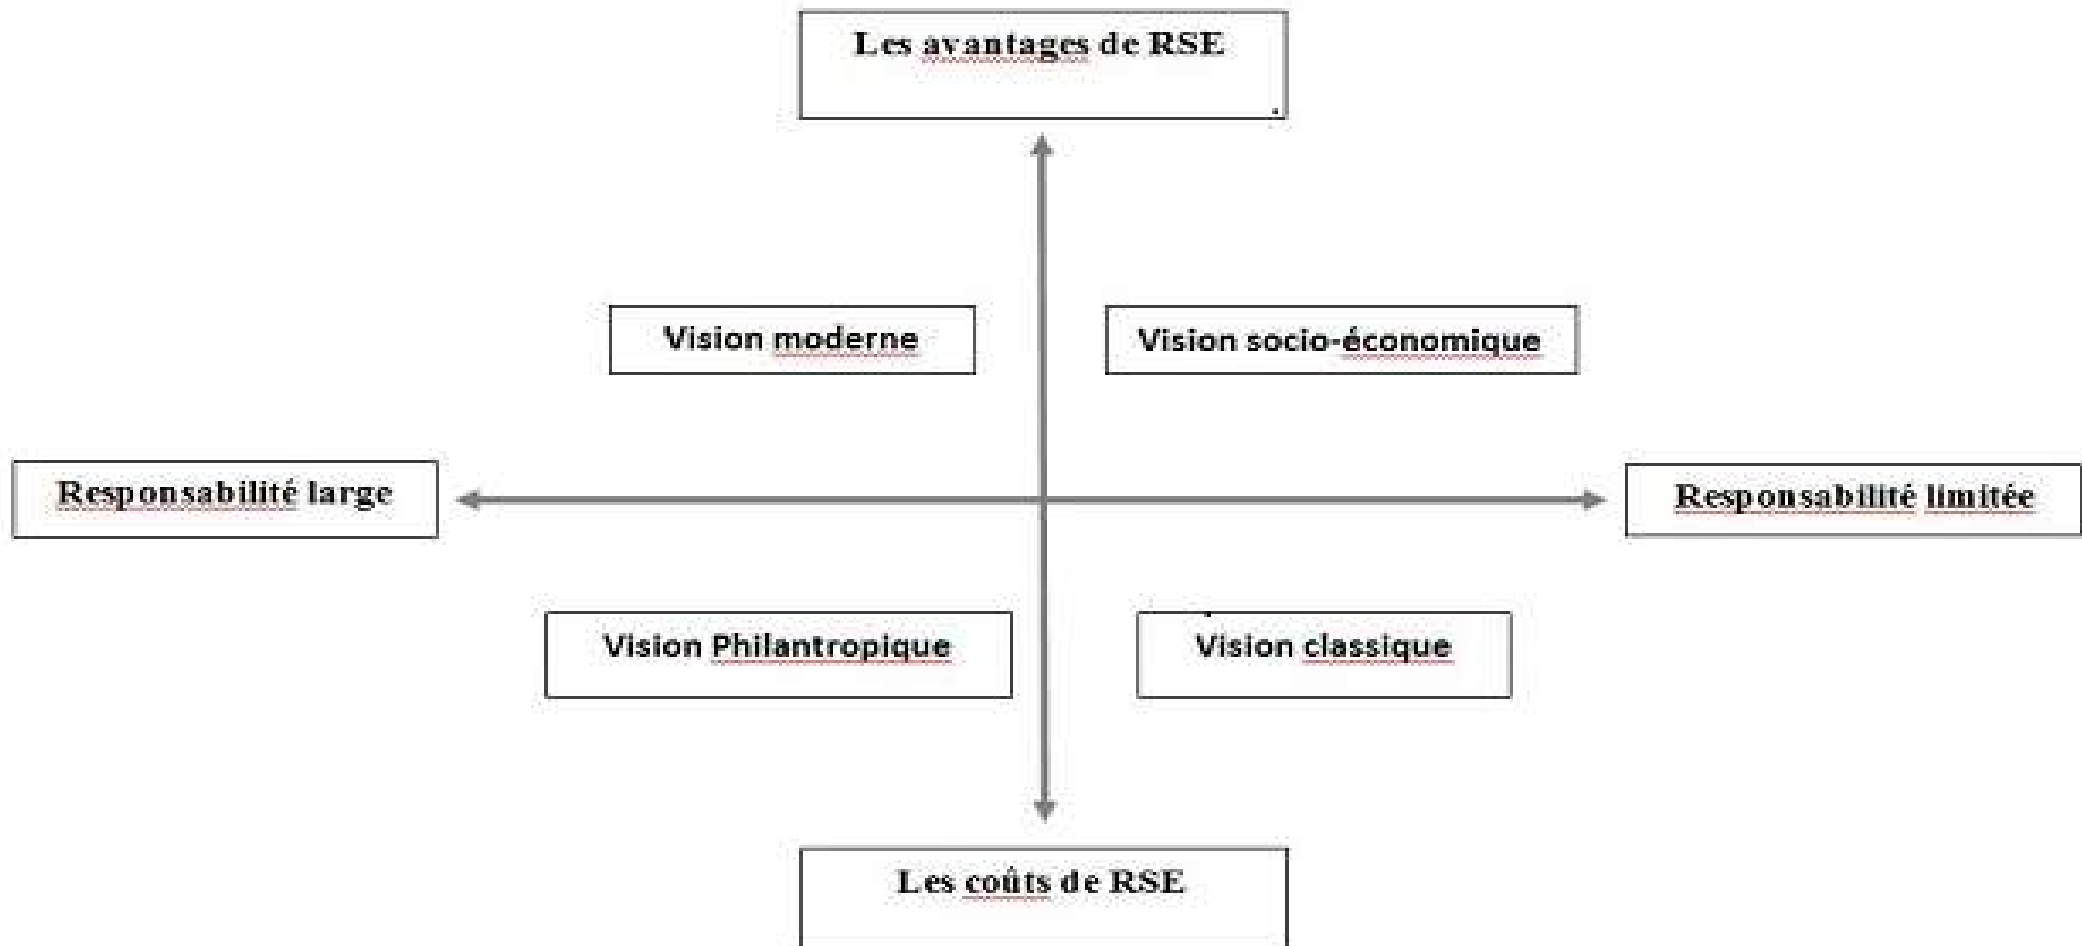 Les avantages de RSE
Vision moderne
Vision socio-économique
Responsabilité large
Responsabilité limitée
Vision Philantropique
Vision classique
Les coûts de RSE